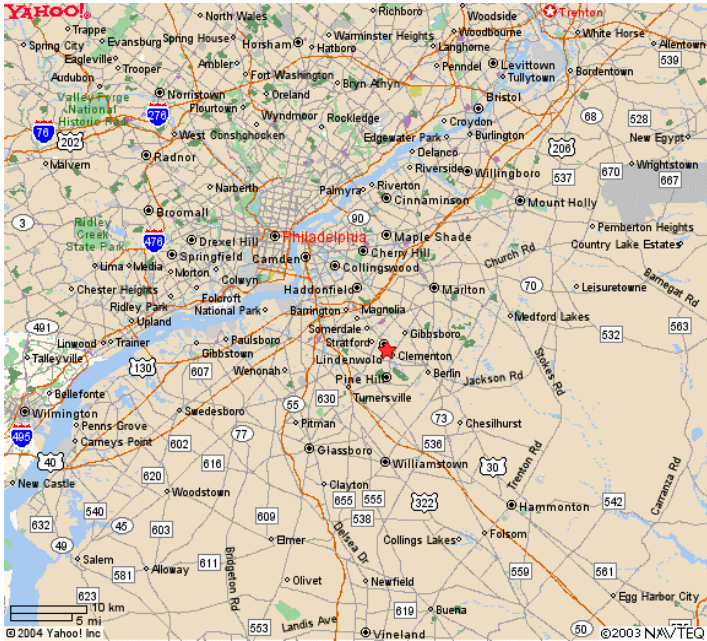 YAHOO!
North Wales
Richboro
Woodside
Trenton
Trappe
Evansburg
Spring House
Warminster Heights
Woodbourne
White Horse
Spring City
Horsham
Hatboro
Langhorne
Allentown
Eagleville
Trooper
Ambler
Penndel
Levittown
539
Audubon
Fort Washington
Bryn Athyn
Tullytown
Bordentown
Valley Forge
National
Historic Park
Norristown
Oreland
Bristol
276
Flourtown
Wyndmoor
Rockledge
Croydon
68
528
76
202
West Conshohocken
Edgewater Park
Burlington
New Egypt
Delanco
206
Malvern
Radnor
Riverside
Willingboro
670
Wrightstown
537
667
Narberth
Palmyra
Riverton
Cinnaminson
Mount Holly
3
Broomall
90
Ridley
Creek
State Park
476
Drexel Hill
Philadelphia
Maple Shade
Pemberton Heights
Springfield
Camden
Cherry Hill
Church Rd
Country Lake Estates
Lima
Media
Morton
Collingswood
Colwyn
Barnegat Rd
Chester Heights
Folcroft
Haddonfield
Marlton
70
Leisuretowne
Ridley Park
National Park
Barrington
Magnolia
Upland
Medford Lakes
491
Somerdale
Gibbsboro
532
563
Linwood
Trainer
Paulsboro
Stratford
Talleyville
Gibbstown
Lindenwold
Clementon
130
607
Wenonah
Pine Hill
Berlin
Jackson Rd
Stokes Rd
Bellefonte
630
Turnersville
Wilmington
Swedesboro
55
Penns Grove
77
Pitman
73
Chesilhurst
495
Carneys Point
602
536
Glassboro
Williamstown
40
616
30
Trenton Rd
620
New Castle
Woodstown
Clayton
Carranza Rd
655
555
322
Hammonton
542
540
609
538
632
45
603
Delsea Dr
49
Elmer
Collings Lakes
Folsom
Salem
611
Bridgeton Rd
581
Alloway
559
561
Olivet
Newfield
623
Egg Harbor City
10 km
619
Buena
5 mi
553
Landis Ave
50
Vineland
©2004 Yahoo! Inc
©2003 NAVTEQ